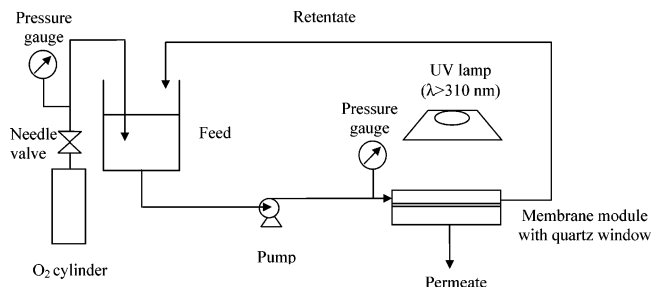 Pressure
gauge
Retentate
UV lamp
(λ>310 nm)
Pressure
gauge
Needle
valve
Feed
Membrane module
with quartz window
Pump
O₂ cylinder
Permeate